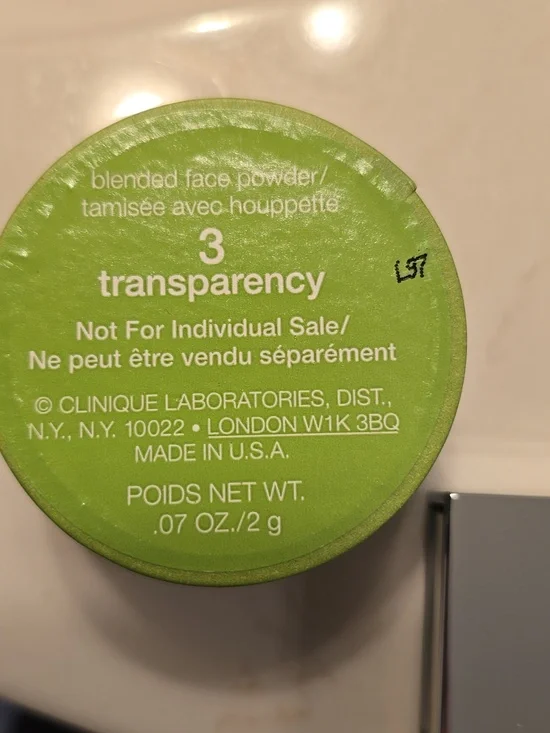 blended face powder/
tamisée avec houppette
3
transparency
L37
Not For Individual Sale/
Ne peut être vendu séparément
© CLINIQUE LABORATORIES, DIST.,
N.Y., N.Y. 10022 • LONDON W1K 3BQ
MADE IN U.S.A.
POIDS NET WT.
.07 OZ./2 g